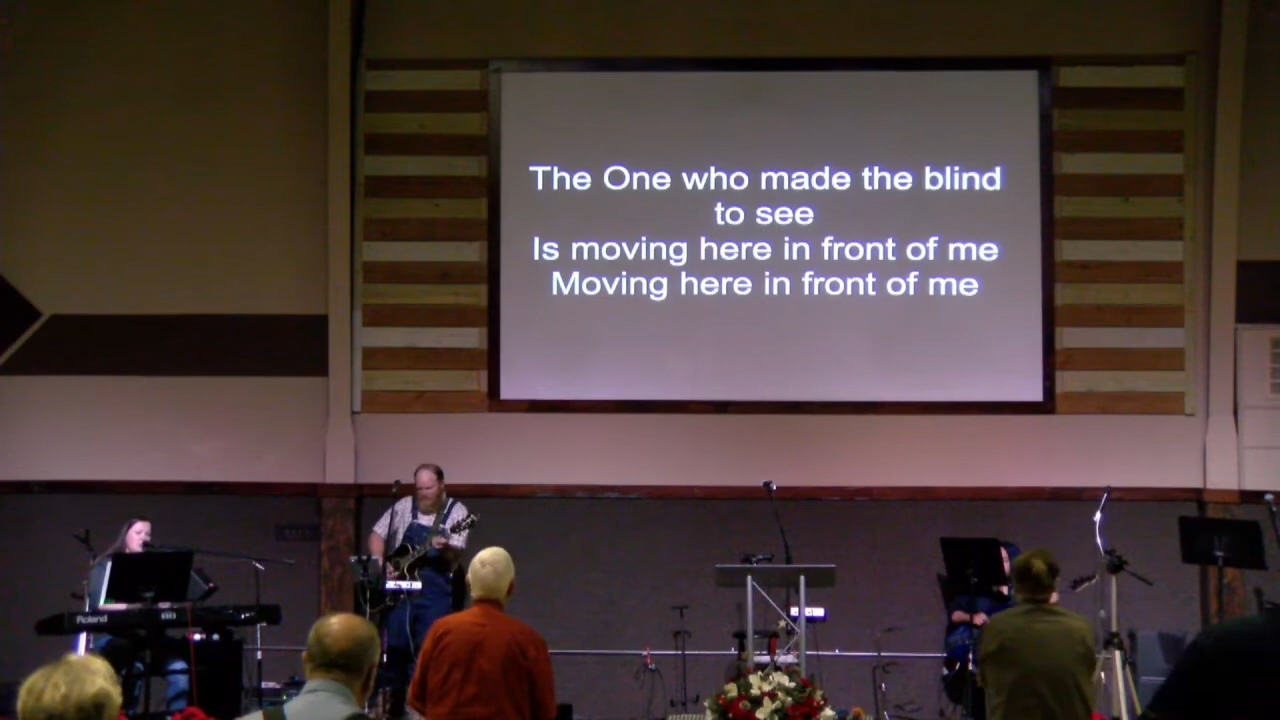 The One who made the blind
to see
Is moving here in front of me
Moving here in front of me
Roland